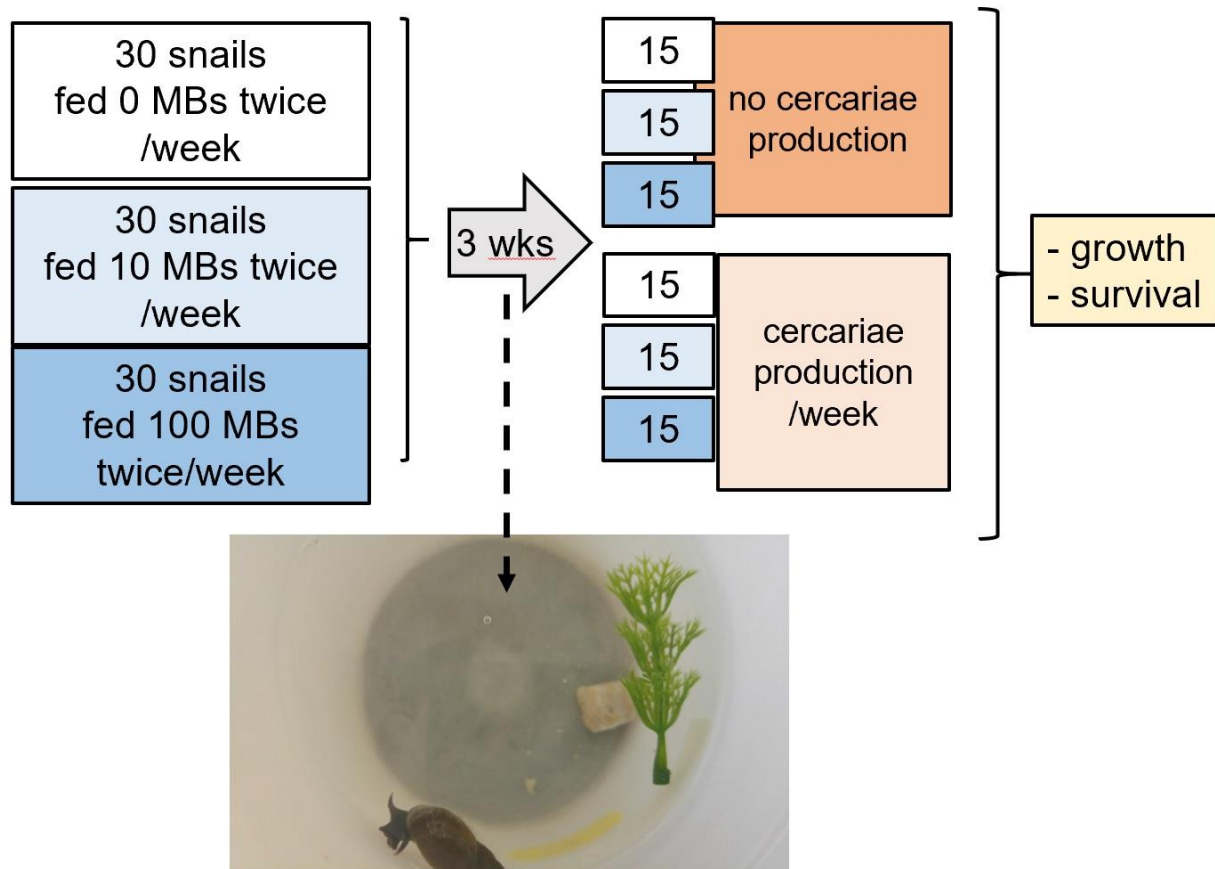 30 snails
fed 0 MBs twice
/week
30 snails
fed 10 MBs twice
/week
30 snails
fed 100 MBs
twice/week
3 wks
15
15
15
no cercariae
production
15
15
15
cercariae
production
/week
- growth
- survival